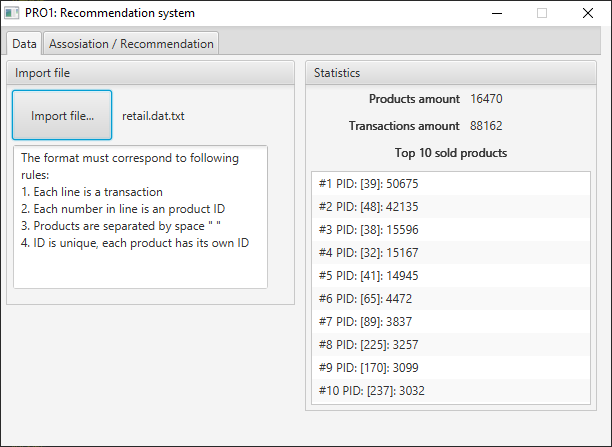 PRO1: Recommendation system
Data
Assosiation / Recommendation
Import file
Import file...
retail.dat.txt
The format must correspond to following
rules:
1. Each line is a transaction
2. Each number in line is an product ID
3. Products are separated by space " "
4. ID is unique, each product has its own ID
Statistics
Products amount 16470
Transactions amount 88162
Top 10 sold products
#1 PID: [39]: 50675
#2 PID: [48]: 42135
#3 PID: [38]: 15596
#4 PID: [32]: 15167
#5 PID: [41]: 14945
#6 PID: [65]: 4472
#7 PID: [89]: 3837
#8 PID: [225]: 3257
#9 PID: [170]: 3099
#10 PID: [237]: 3032